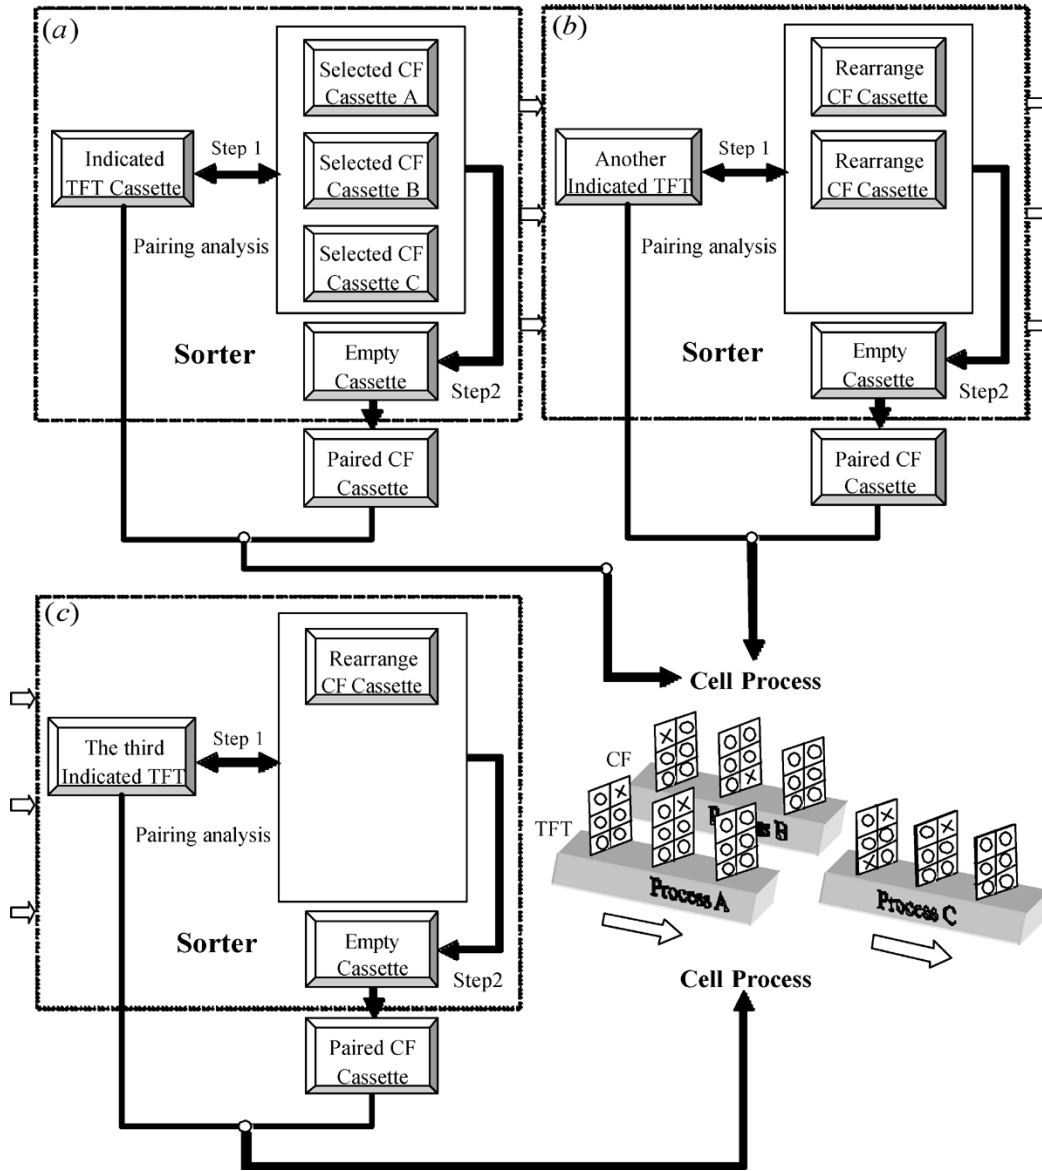 (a)
Selected CF
Cassette A
Indicated
TFT Cassette
Step 1
Selected CF
Cassette B
Pairing analysis
Selected CF
Cassette C
Sorter
Empty
Cassette
Step2
Paired CF
Cassette
(b)
Rearrange
CF Cassette
Another
Indicated TFT
Step 1
Rearrange
CF Cassette
Pairing analysis
Sorter
Empty
Cassette
Step2
Paired CF
Cassette
(c)
Rearrange
CF Cassette
The third
Indicated TFT
Step 1
Pairing analysis
Sorter
Empty
Cassette
Step2
Paired CF
Cassette
Cell Process
CF
TFT
B
Process A
Process C
Cell Process